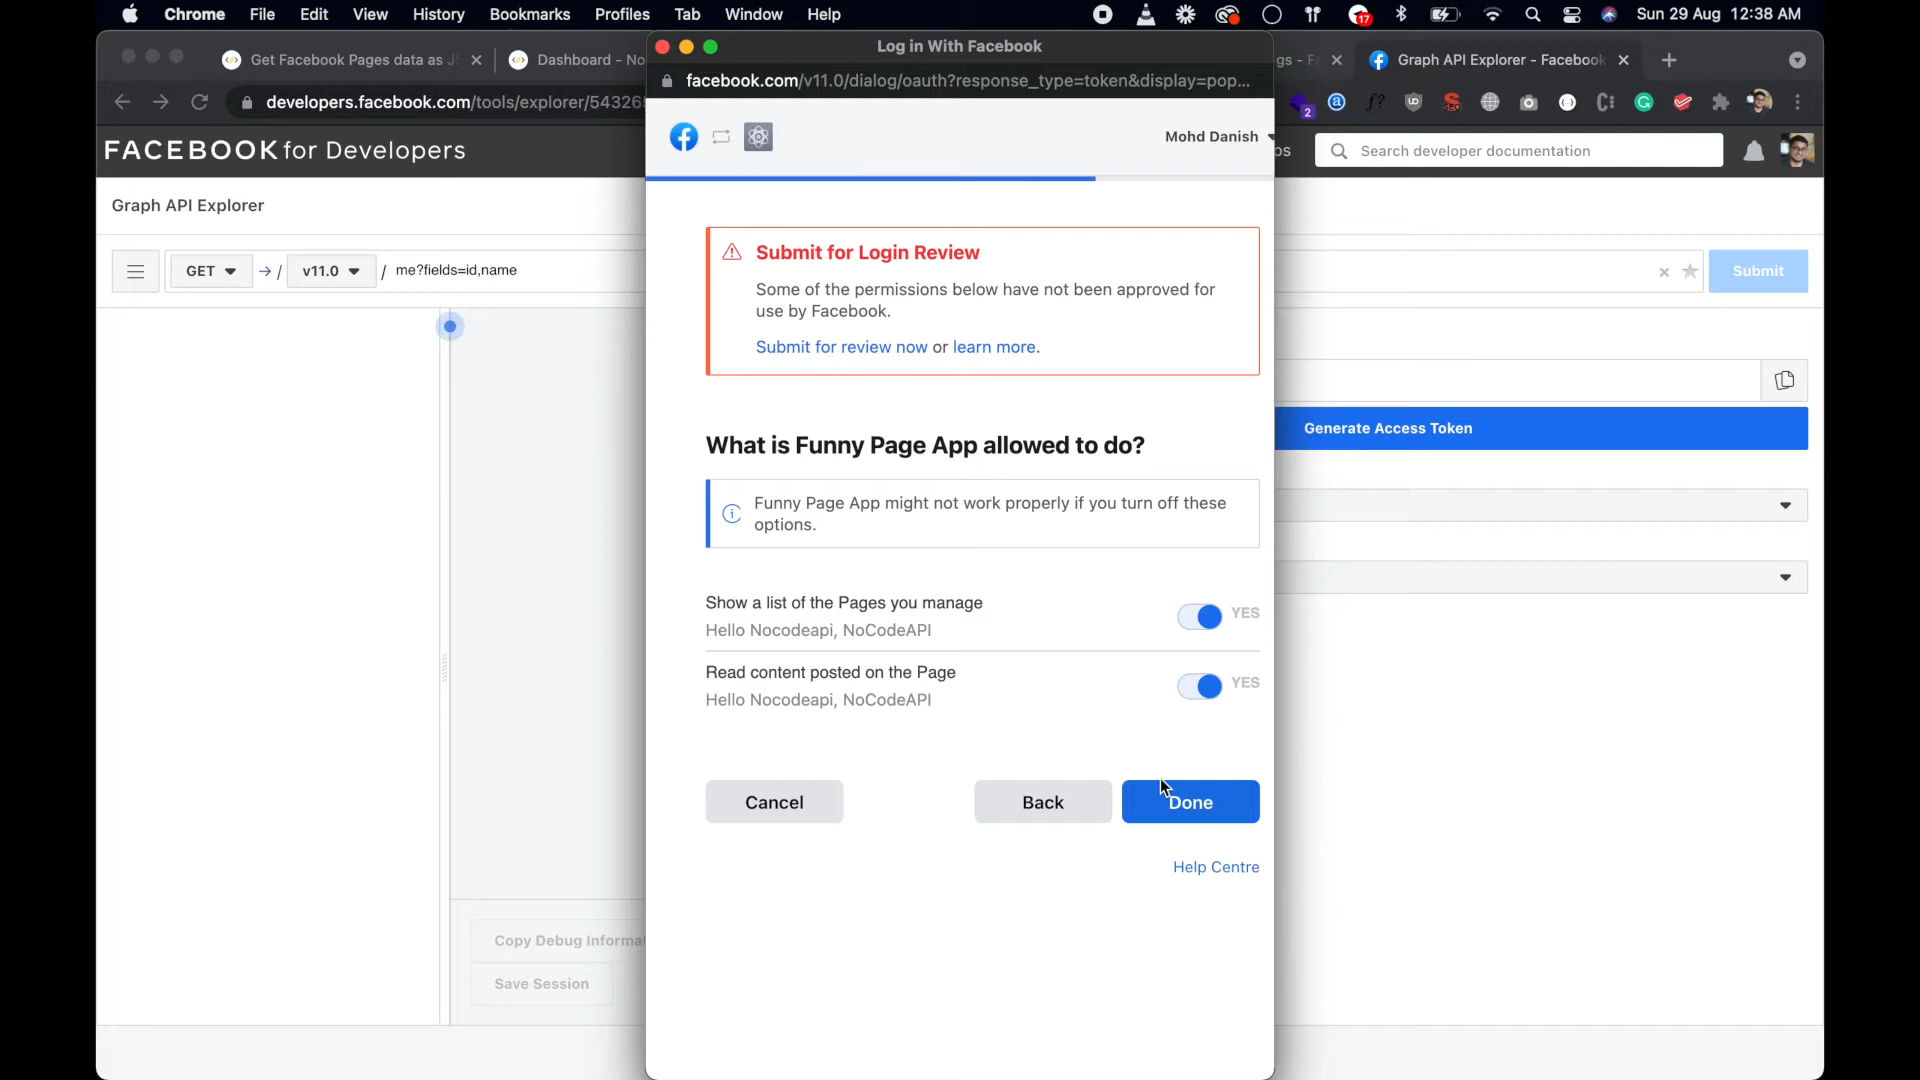 Chrome File Edit View History Bookmarks Profiles Tab Window Help
17
Sun 29 Aug 12:38 AM
Log in With Facebook
Get Facebook Pages data as
Dashboard - No
gs - F
Graph API Explorer - Facebook
developers.facebook.com/tools/explorer/54326
facebook.com/v11.0/dialog/oauth?response_type=token&display=pop...
2
FACEBOOK for Developers
Mohd Danish
Search developer documentation
Graph API Explorer
GET
/
v11.0
/
me?fields=id,name
Submit
Submit for Login Review
Some of the permissions below have not been approved for
use by Facebook.
Submit for review now or learn more.
Generate Access Token
What is Funny Page App allowed to do?
Funny Page App might not work properly if you turn off these
options.
Show a list of the Pages you manage
Hello Nocodeapi, NoCodeAPI
YES
Read content posted on the Page
Hello Nocodeapi, NoCodeAPI
YES
Cancel
Back
Done
Help Centre
Copy Debug Informa
Save Session